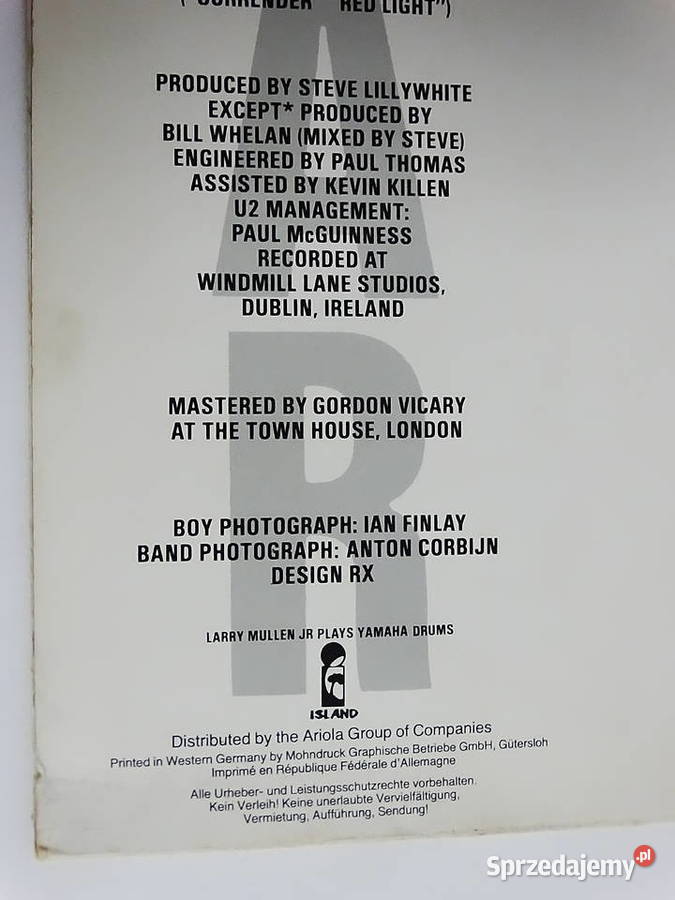 ("SURRENDER" "RED LIGHT")
PRODUCED BY STEVE LILLYWHITE
EXCEPT* PRODUCED BY
BILL WHELAN (MIXED BY STEVE)
ENGINEERED BY PAUL THOMAS
ASSISTED BY KEVIN KILLEN
U2 MANAGEMENT:
PAUL McGUINNESS
RECORDED AT
WINDMILL LANE STUDIOS,
DUBLIN, IRELAND
A
R
MASTERED BY GORDON VICARY
AT THE TOWN HOUSE, LONDON
BOY PHOTOGRAPH: IAN FINLAY
BAND PHOTOGRAPH: ANTON CORBIJN
DESIGN RX
LARRY MULLEN JR PLAYS YAMAHA DRUMS
ISLAND
Distributed by the Ariola Group of Companies
Printed in Western Germany by Mohndruck Graphische Betriebe GmbH, Gütersloh
Imprimé en République Fédérale d'Allemagne
Alle Urheber- und Leistungsschutzrechte vorbehalten.
Kein Verleih! Keine unerlaubte Vervielfältigung,
Vermietung, Aufführung, Sendung!
Sprzedajemy.pl